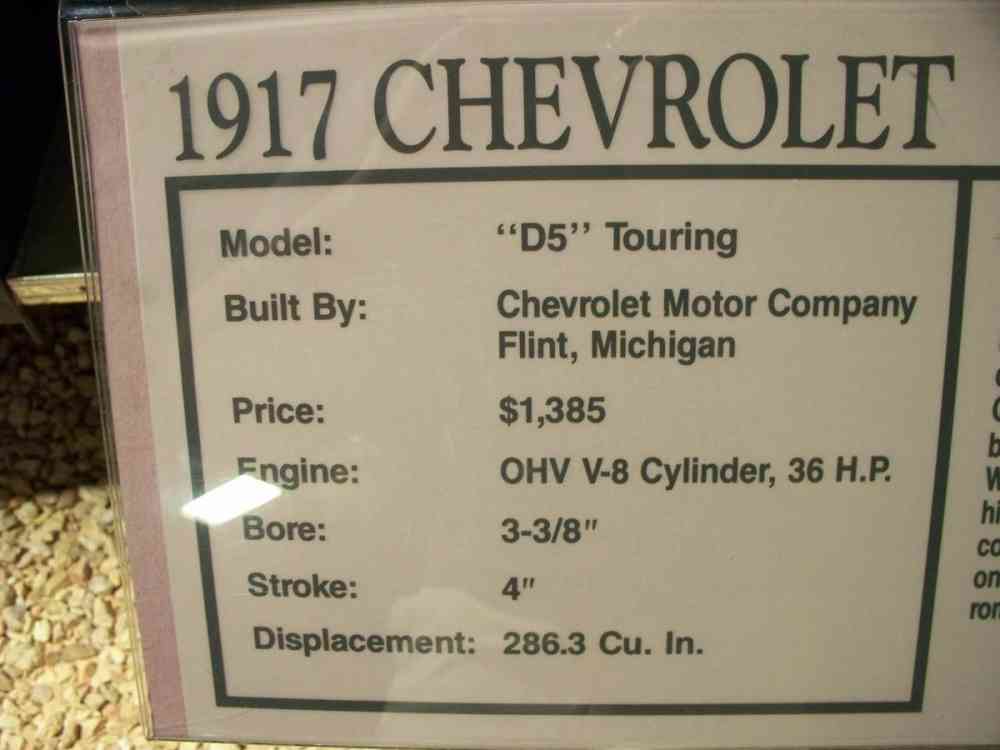 1917 CHEVROLET
Model: “D5” Touring
Built By: Chevrolet Motor Company
Flint, Michigan
Price: $1,385
Engine: OHV V-8 Cylinder, 36 H.P.
Bore: 3-3/8"
Stroke: 4"
Displacement: 286.3 Cu. In.